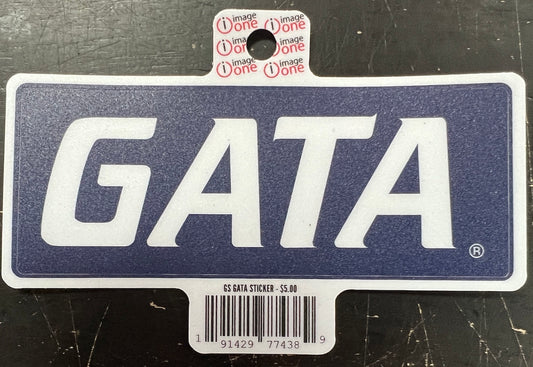 image one image one
image one image one
image one image one
GATA®
GS GATA STICKER - $5.00
1 91429 77438 9